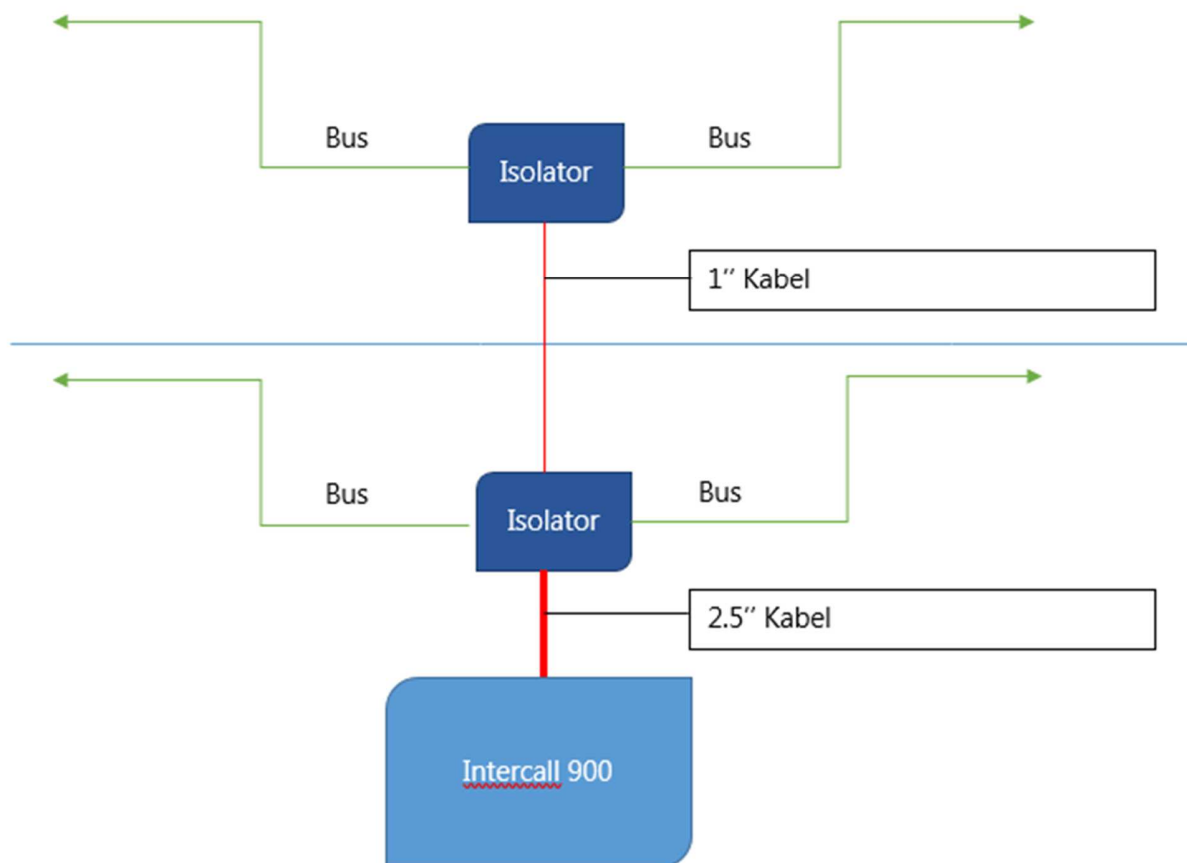 Bus
Bus
Isolator
1’’ Kabel
Bus
Bus
Isolator
2.5’’ Kabel
Intercall 900